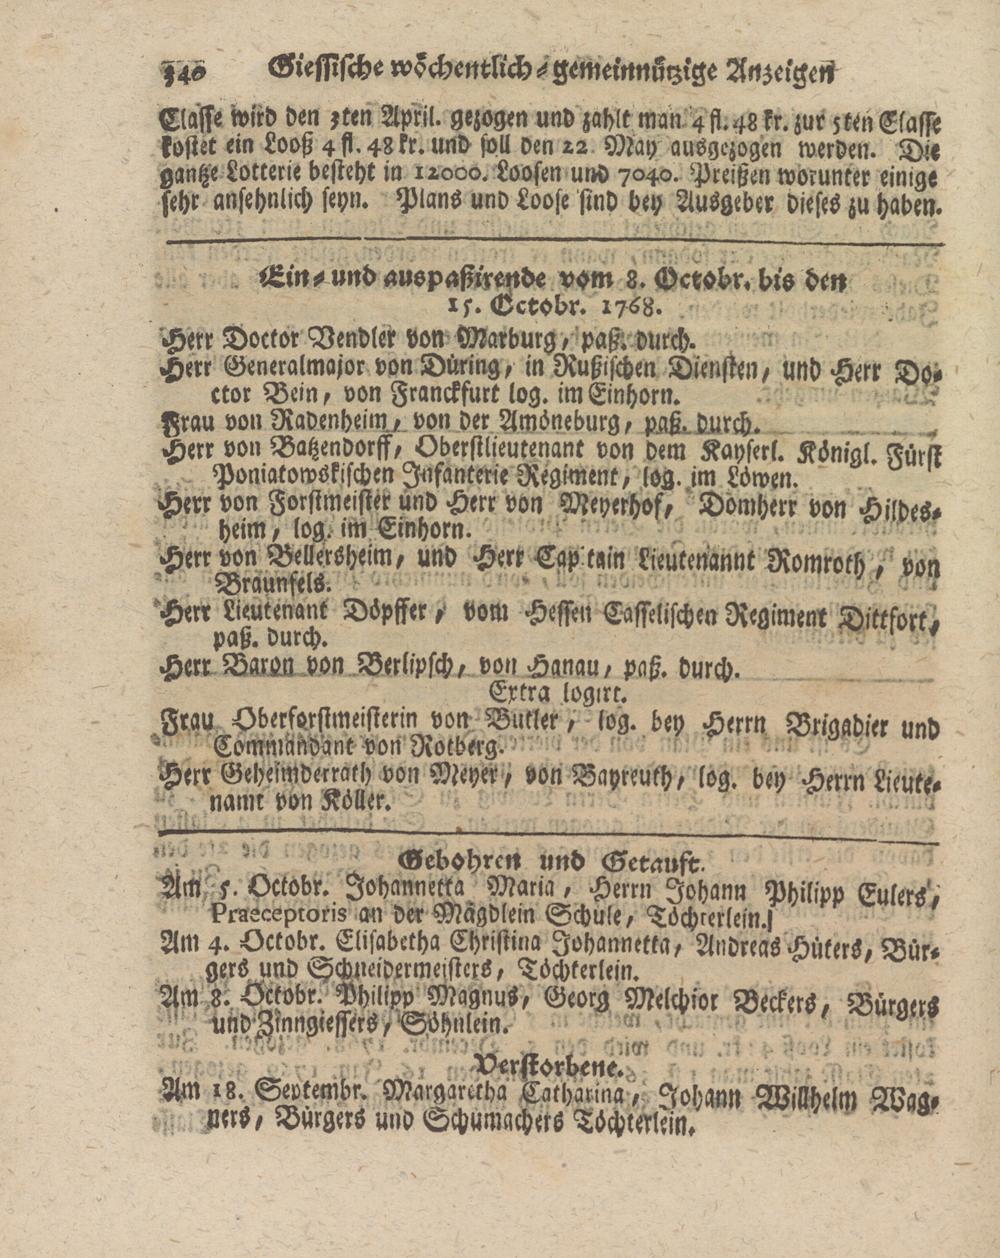 340 Giessische wöchentlich-gemeinnützige Anzeigen
Classe wird den 3ten April. gezogen und zahlt man 4 fl. 48 kr. zur 5ten Classe
kostet ein Looß 4 fl. 48 kr. und soll den 22 May ausgezogen werden. Die
gantze Lotterie besteht in 12000. Loosen und 7040. Preißen worunter einige
sehr ansehnlich seyn. Plans und Loose sind bey Ausgeber dieses zu haben.
Ein- und auspaßirende vom 8. Octobr. bis den
15. Octobr. 1768.
Herr Doctor Vendler von Marburg, paß. durch.
Herr Generalmajor von Düring, in Rußischen Diensten, und Herr Do-
ctor Bein, von Franckfurt log. im Einhorn.
Frau von Radenheim, von der Amöneburg, paß. durch.
Herr von Batzendorff, Oberstlieutenant von dem Kayserl. Königl. Fürst
Poniatowskischen Infanterie Regiment, log. im Löwen.
Herr von Forstmeister und Herr von Meyerhof, Domherr von Hildes-
heim, log. im Einhorn.
Herr von Bellersheim, und Herr Cap tain Lieutenannt Romroth, von
Braunfels.
Herr Lieutenant Döpffer, vom Hessen Casselischen Regiment Dittfort,
paß. durch.
Herr Baron von Berlipsch, von Hanau, paß. durch.
Extra logirt.
Frau Oberforstmeisterin von Butler, log. bey Herrn Brigadier und
Commandant von Rotberg.
Herr Geheimderrath von Meyer, von Bayreuth, log. bey Herrn Lieute-
namt von Köller.
Gebohren und Getauft.
Am 5. Octobr. Johannetta Maria, Herrn Johann Philipp Eulers,
Praeceptoris an der Mägdlein Schule, Töchterlein.
Am 4. Octobr. Elisabetha Christina Johannetta, Andreas Hüters, Bür-
gers und Schneidermeisters, Töchterlein.
Am 8. Octobr. Philipp Magnus, Georg Melchior Beckers, Bürgers
und Zinngiessers, Söhnlein.
Verstorbene.
Am 18. Septembr. Margaretha Catharina, Johann Willhelm Wag-
ners, Bürgers und Schumachers Töchterlein.